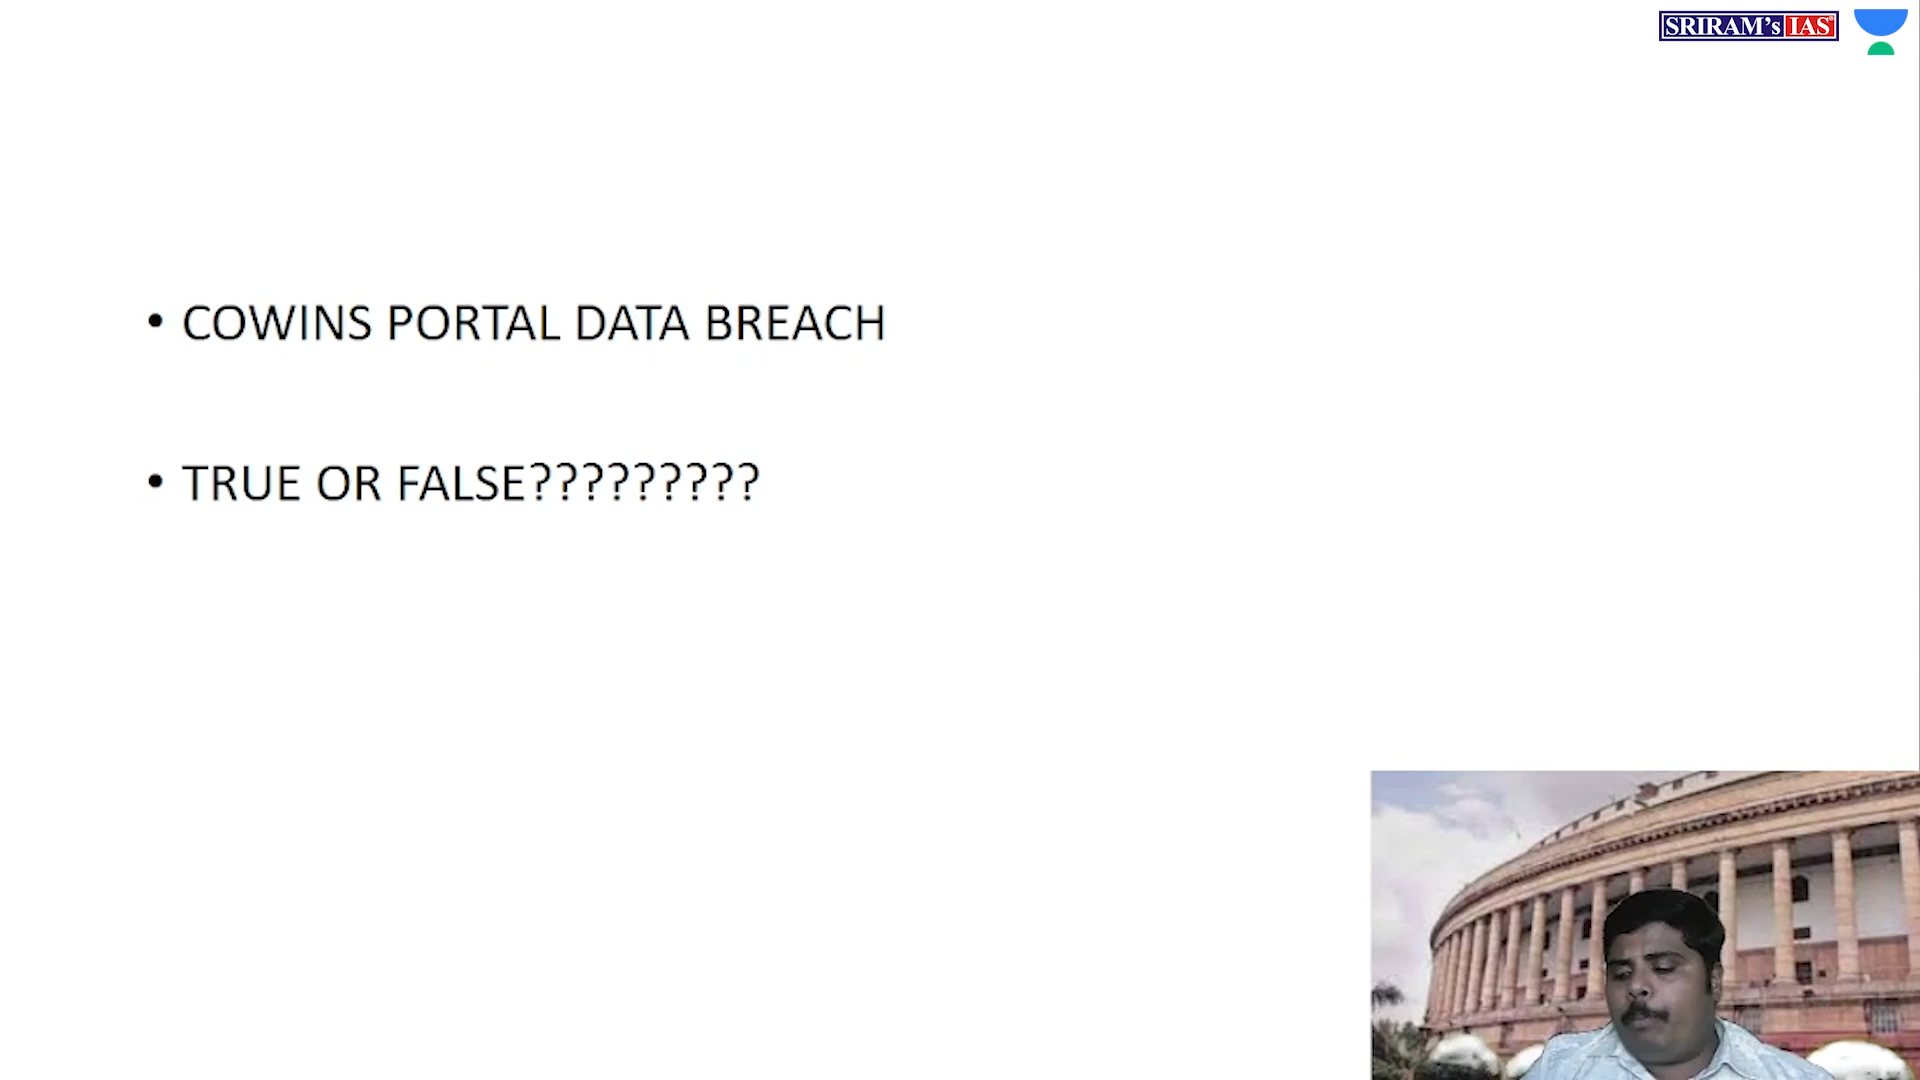 SRIRAM's IAS
• COWINS PORTAL DATA BREACH
• TRUE OR FALSE?????????